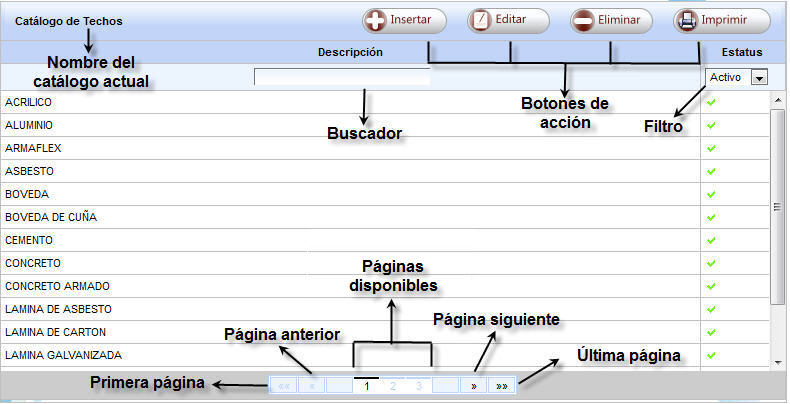 Catálogo de Techos
Insertar
Editar
Eliminar
Imprimir
Descripción
Estatus
Nombre del
catálogo actual
Activo
Botones de
acción
Buscador
Filtro
ACRILICO
ALUMINIO
ARMAFLEX
ASBESTO
BOVEDA
BOVEDA DE CUÑA
CEMENTO
CONCRETO
CONCRETO ARMADO
LAMINA DE ASBESTO
LAMINA DE CARTON
LAMINA GALVANIZADA
Páginas
disponibles
Página anterior
Página siguiente
Última página
Primera página
«« « 1 2 3 » »»